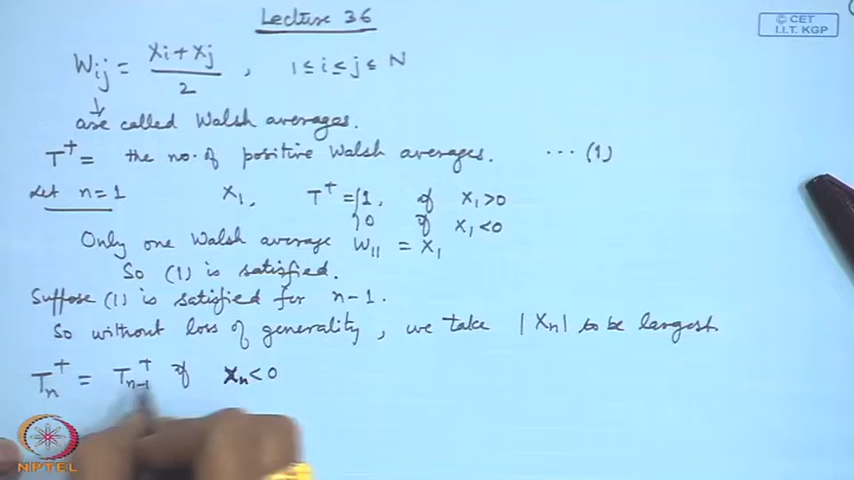 Lecture 36
© CET
I.I.T. KGP
Wij = Xi + Xj / 2 , 1 ≤ i ≤ j ≤ N
↓
are called Walsh averages.
T+ = the no. of positive Walsh averages. ... (1)
Let n=1 X1, T+ = { 1, if X1 > 0
0 if X1 < 0
Only one Walsh average W11 = X1
So (1) is satisfied.
Suppose (1) is satisfied for n-1.
So without loss of generality, we take |Xn| to be largest.
Tn+ = Tn-1+ if Xn < 0
NPTEL